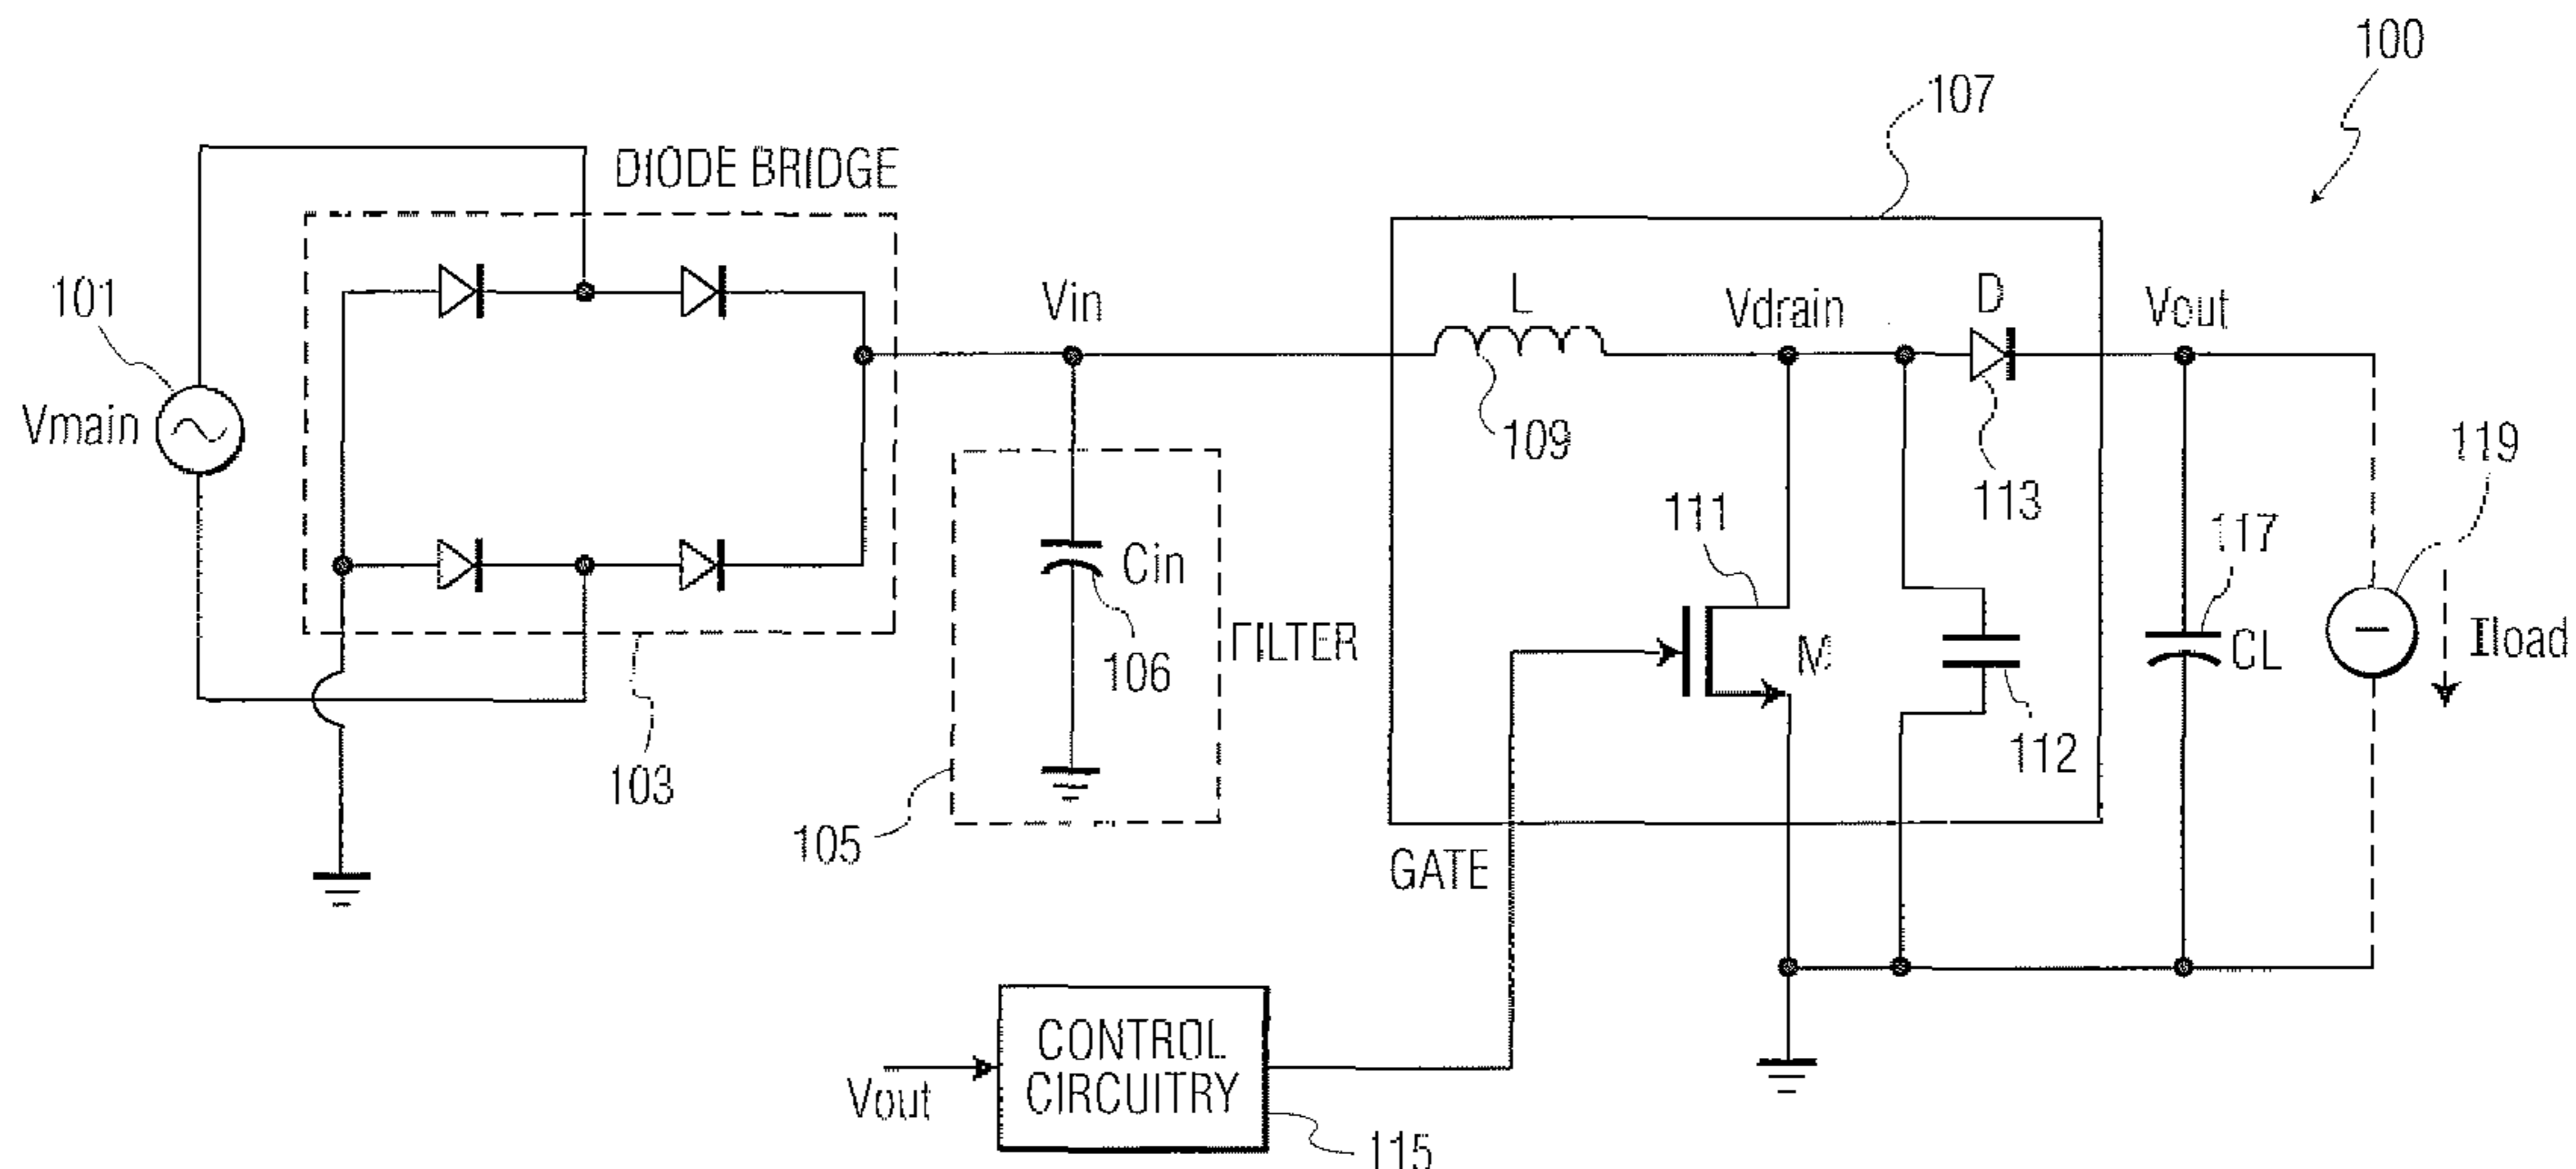 100
107
DIODE BRIDGE
101
Vmain
Vin
L
Vdrain
D
Vout
109
113
119
111
117
Cin
106
FILTER
M
CL
Iload
112
103
105
GATE
CONTROL
CIRCUITRY
Vout
115